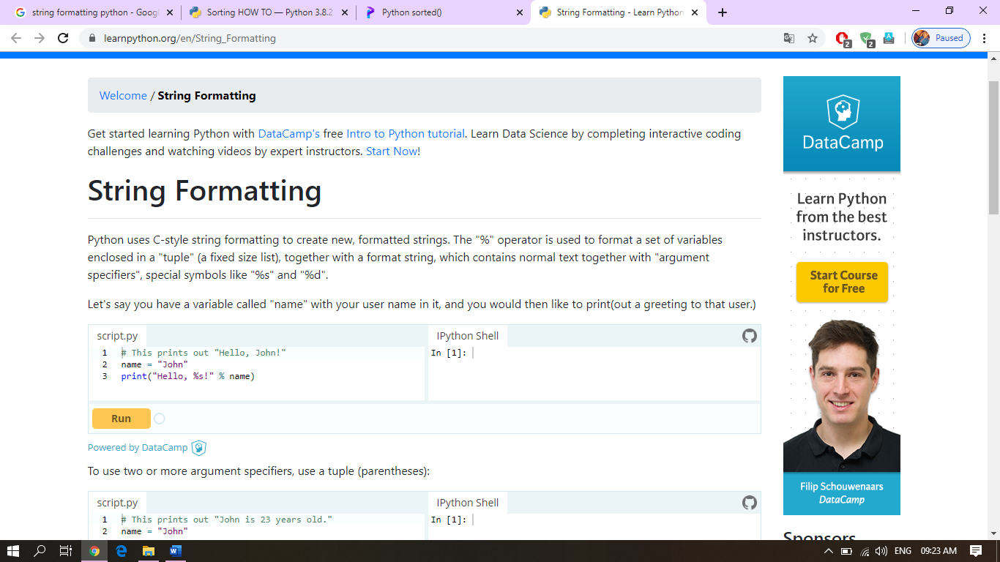 string formatting python - Goog
Sorting HOW TO — Python 3.8.2
Python sorted()
String Formatting - Learn Python
learnpython.org/en/String_Formatting
2
2
Paused
Welcome / String Formatting
Get started learning Python with DataCamp's free Intro to Python tutorial. Learn Data Science by completing interactive coding
challenges and watching videos by expert instructors. Start Now!
String Formatting
Python uses C-style string formatting to create new, formatted strings. The "%" operator is used to format a set of variables
enclosed in a "tuple" (a fixed size list), together with a format string, which contains normal text together with "argument
specifiers", special symbols like "%s" and "%d".
Let's say you have a variable called "name" with your user name in it, and you would then like to print(out a greeting to that user.)
script.py
1 # This prints out "Hello, John!"
2 name = "John"
3 print("Hello, %s!" % name)
IPython Shell
In [1]:
Run
Powered by DataCamp
To use two or more argument specifiers, use a tuple (parentheses):
script.py
1 # This prints out "John is 23 years old."
2 name = "John"
IPython Shell
In [1]:
DataCamp
Learn Python
from the best
instructors.
Start Course
for Free
Filip Schouwenaars
DataCamp
Sponsors
ENG
09:23 AM